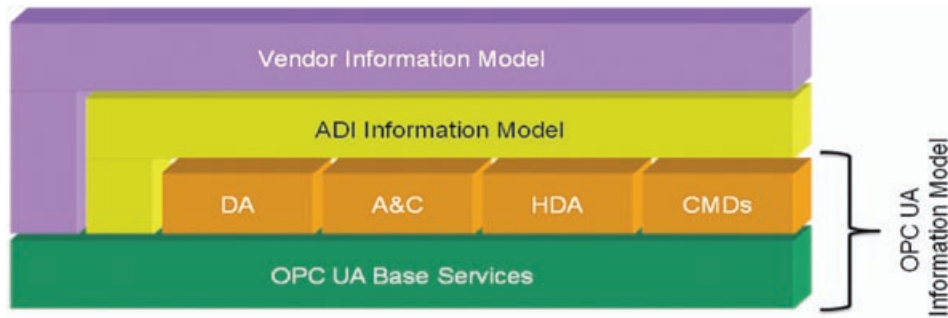 Vendor Information Model
ADI Information Model
DA
A&C
HDA
CMDs
OPC UA Base Services
OPC UA
Information Model